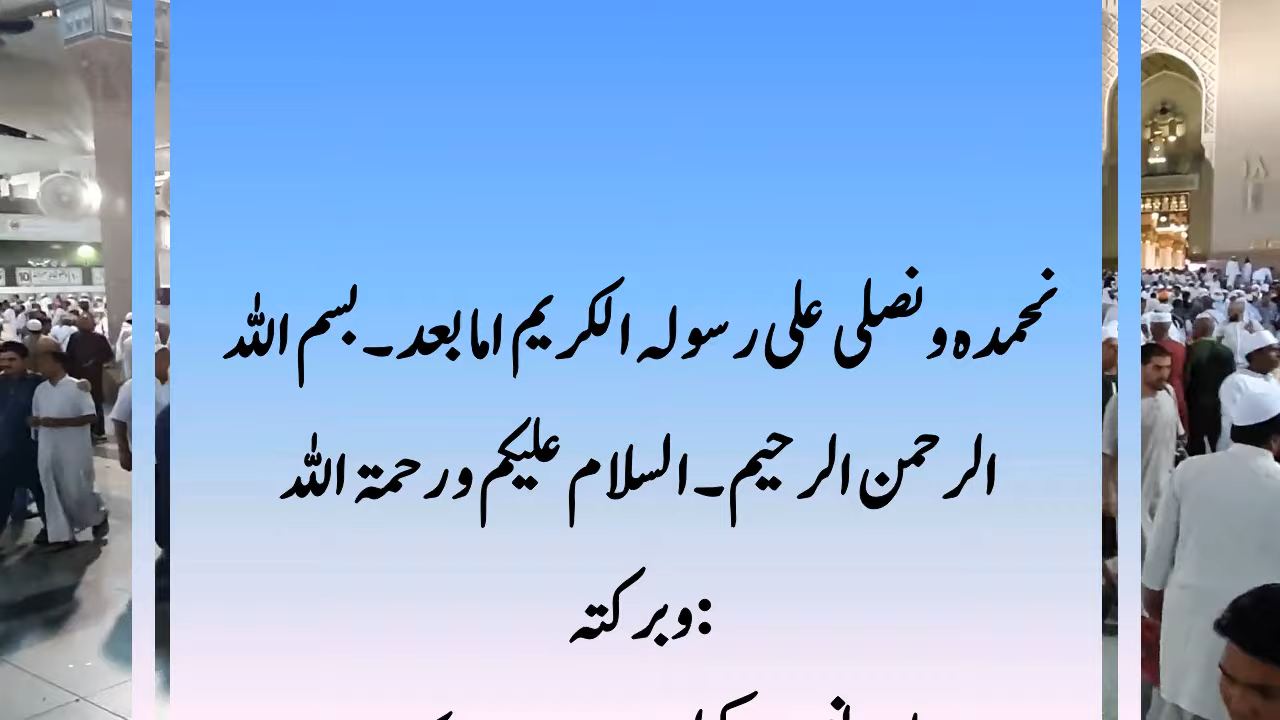 نحمدہ و نصلی علی رسولہ الکریم اما بعد۔بسم اللہ
الرحمن الرحیم۔السلام علیکم ورحمۃ اللہ
وبرکتہ: